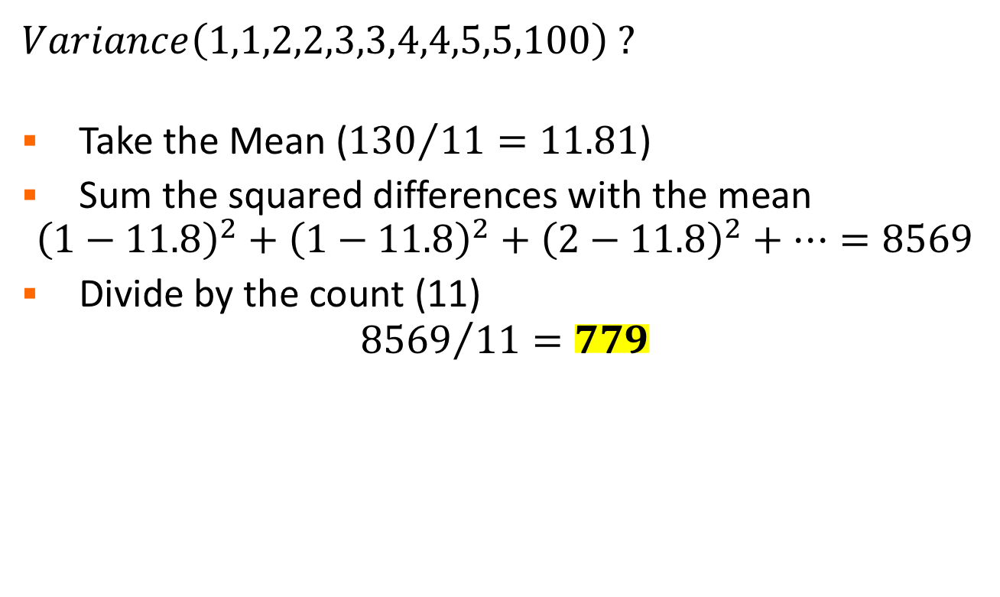 Variance(1,1,2,2,3,3,4,4,5,5,100) ?
▪ Take the Mean (130/11 = 11.81)
▪ Sum the squared differences with the mean
(1 − 11.8)² + (1 − 11.8)² + (2 − 11.8)² + ⋯ = 8569
▪ Divide by the count (11)
8569/11 = 779